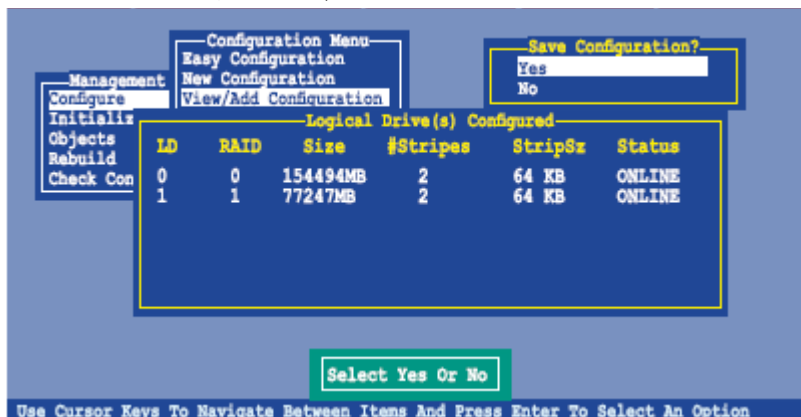 Configuration Menu
Easy Configuration
New Configuration
View/Add Configuration
Save Configuration?
Yes
No
Management
Configure
Initializ
Objects
Rebuild
Check Con
Logical Drive(s) Configured
LD RAID Size #Stripes StripSz Status
0 0 154494MB 2 64 KB ONLINE
1 1 77247MB 2 64 KB ONLINE
Select Yes Or No
Use Cursor Keys To Navigate Between Items And Press Enter To Select An Option